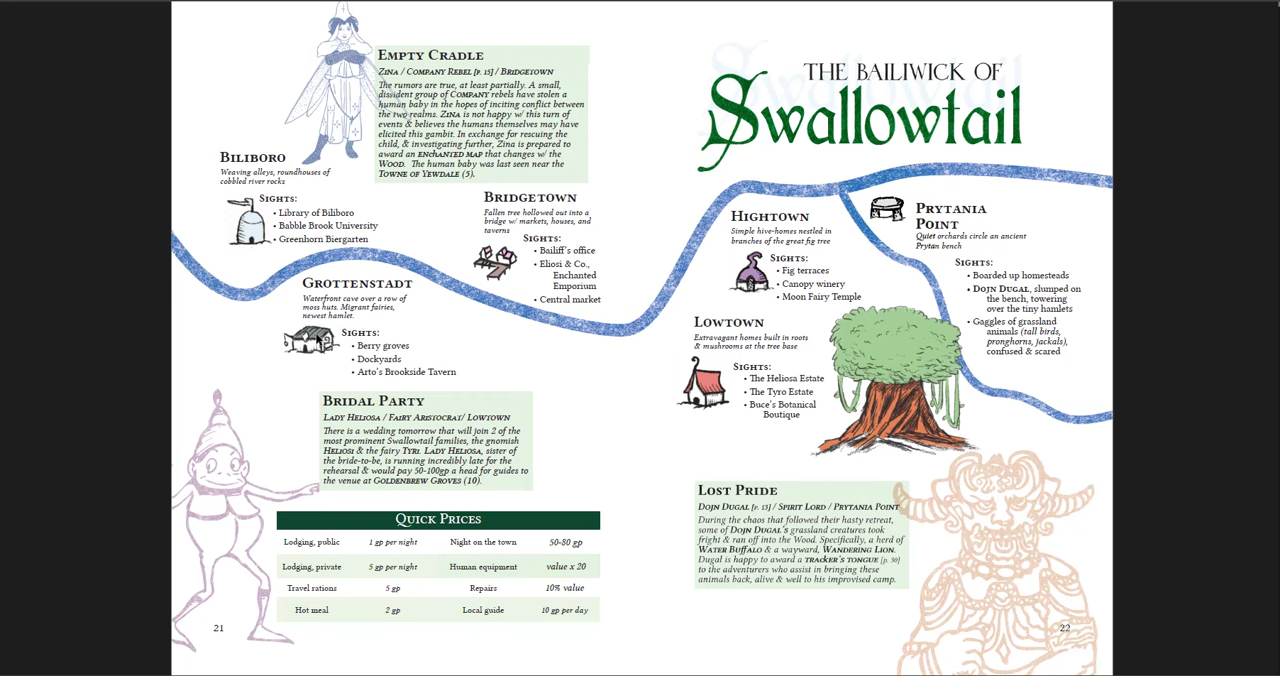 Empty Cradle
Zina / Company Rebel [p. 15] / Bridgetown
The rumors are true, at least partially. A small,
dissident group of Company rebels have stolen a
human baby in the hopes of inciting conflict between
the two realms. Zina is not happy w/ this turn of
events & believes the humans themselves may have
elicited this gambit. In exchange for rescuing the
child, & investigating further, Zina is prepared to
award an enchanted map that changes w/ the
Wood. The human baby was last seen near the
Towne of Yewdale (5).
Biliboro
Weaving alleys, roundhouses of
cobbled river rocks
Sights:
• Library of Biliboro
• Babble Brook University
• Greenhorn Biergarten
Bridgetown
Fallen tree hollowed out into a
bridge w/ markets, houses, and
taverns
Sights:
• Bailiff's office
• Eliosi & Co.,
Enchanted
Emporium
• Central market
Grottenstadt
Waterfront cave over a row of
moss huts. Migrant fairies,
newest hamlet.
Sights:
• Berry groves
• Dockyards
• Arto's Brookside Tavern
Bridal Party
Lady Heliosa / Fairy Aristocrat/ Lowtown
There is a wedding tomorrow that will join 2 of the
most prominent Swallowtail families, the gnomish
Heliosi & the fairy Tyri. Lady Heliosa, sister of
the bride-to-be, is running incredibly late for the
rehearsal & would pay 50-100gp a head for guides to
the venue at Goldenbrew Groves (10).
Quick Prices
Lodging, public 1 gp per night Night on the town 50-80 gp
Lodging, private 5 gp per night Human equipment value x 20
Travel rations 5 gp Repairs 10% value
Hot meal 2 gp Local guide 10 gp per day
21
THE BAILIWICK OF
Swallowtail
Hightown
Simple hive-homes nestled in
branches of the great fig tree
Sights:
• Fig terraces
• Canopy winery
• Moon Fairy Temple
Prytania
Point
Quiet orchards circle an ancient
Prytan bench
Sights:
• Boarded up homesteads
• Dojn Dugal, slumped on
the bench, towering
over the tiny hamlets
• Gaggles of grassland
animals (tall birds,
pronghorns, jackals),
confused & scared
Lowtown
Extravagant homes built in roots
& mushrooms at the tree base
Sights:
• The Heliosa Estate
• The Tyro Estate
• Buce's Botanical
Boutique
Lost Pride
Dojn Dugal [p. 13] / Spirit Lord / Prytania Point
During the chaos that followed their hasty retreat,
some of Dojn Dugal's grassland creatures took
fright & ran off into the Wood. Specifically, a herd of
Water Buffalo & a wayward, Wandering Lion.
Dugal is happy to award a tracker's tongue [p. 30]
to the adventurers who assist in bringing these
animals back, alive & well to his improvised camp.
22